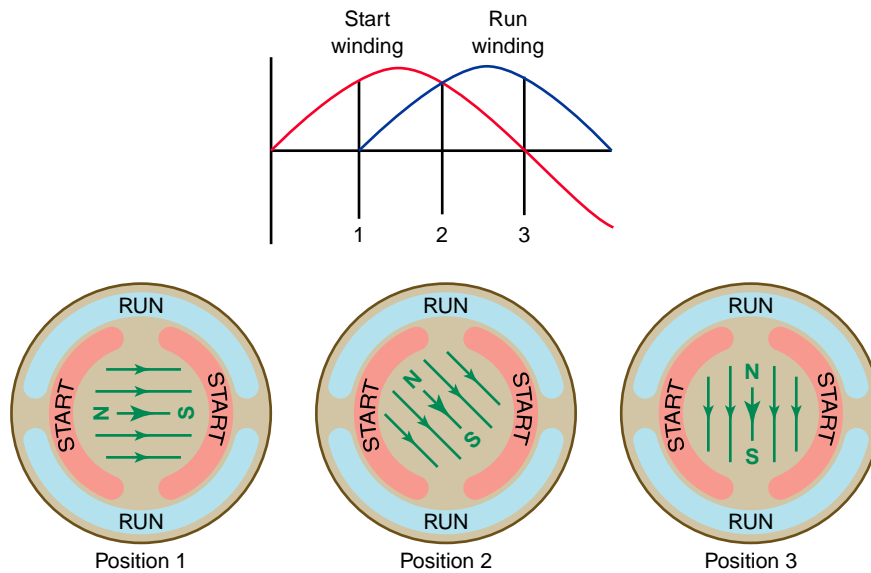 Start winding
Run winding
1 2 3
RUN
START
N S
START
RUN
Position 1
RUN
START
N
S
START
RUN
Position 2
RUN
START
N
S
START
RUN
Position 3